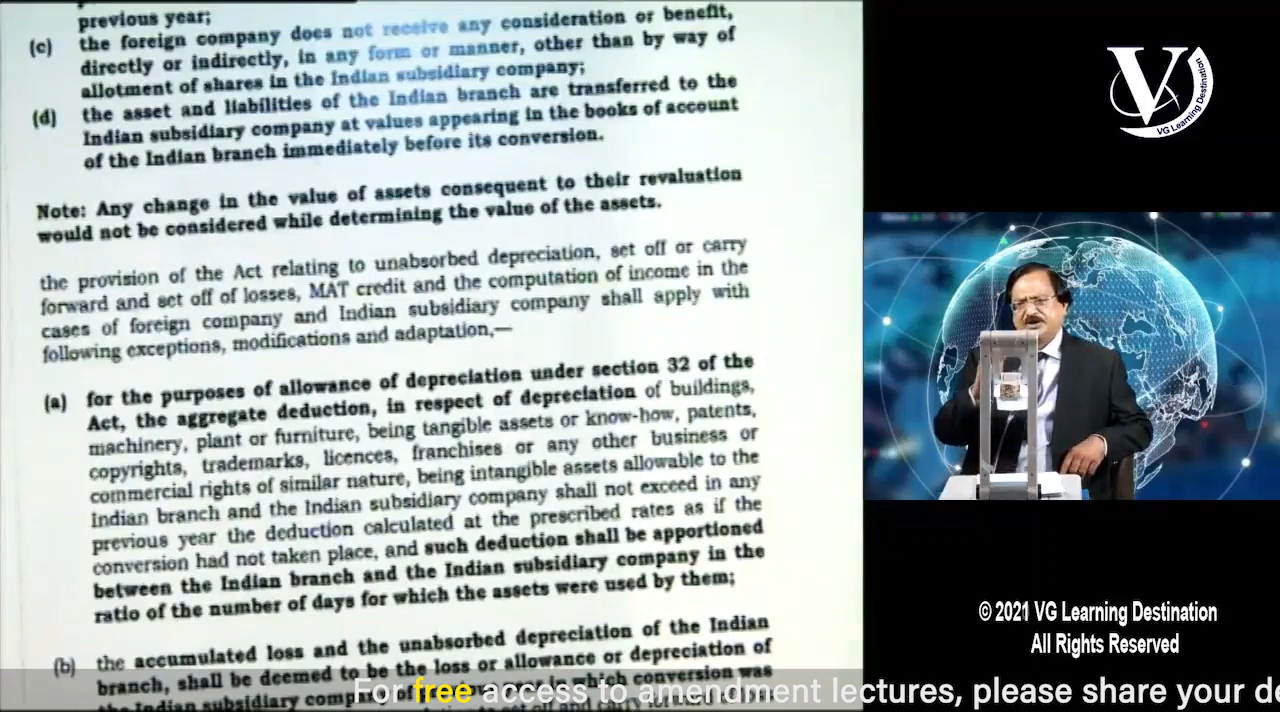 previous year;
(c) the foreign company does not receive any consideration or benefit,
directly or indirectly, in any form or manner, other than by way of
allotment of shares in the Indian subsidiary company;
(d) the asset and liabilities of the Indian branch are transferred to the
Indian subsidiary company at values appearing in the books of account
of the Indian branch immediately before its conversion.
Note: Any change in the value of assets consequent to their revaluation
would not be considered while determining the value of the assets.
the provision of the Act relating to unabsorbed depreciation, set off or carry
forward and set off of losses, MAT credit and the computation of income in the
cases of foreign company and Indian subsidiary company shall apply with
following exceptions, modifications and adaptation,—
(a) for the purposes of allowance of depreciation under section 32 of the
Act, the aggregate deduction, in respect of depreciation of buildings,
machinery, plant or furniture, being tangible assets or know-how, patents,
copyrights, trademarks, licences, franchises or any other business or
commercial rights of similar nature, being intangible assets allowable to the
Indian branch and the Indian subsidiary company shall not exceed in any
previous year the deduction calculated at the prescribed rates as if the
conversion had not taken place, and such deduction shall be apportioned
between the Indian branch and the Indian subsidiary company in the
ratio of the number of days for which the assets were used by them;
(b) the accumulated loss and the unabsorbed depreciation of the Indian
branch, shall be deemed to be the loss or allowance or depreciation of
the Indian subsidiary in which conversion was
For free access to amendment lectures, please share your de
V
VG Learning Destination
© 2021 VG Learning Destination
All Rights Reserved